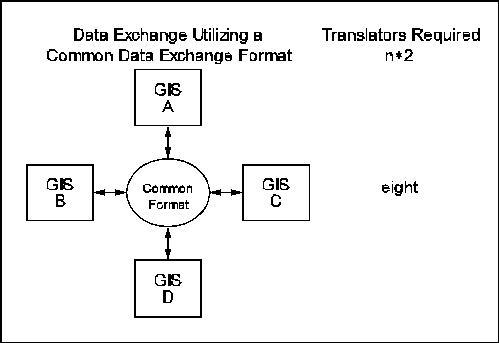 Data Exchange Utilizing a
Common Data Exchange Format
Translators Required
n*2
GIS
A
GIS
B
Common
Format
GIS
C
eight
GIS
D